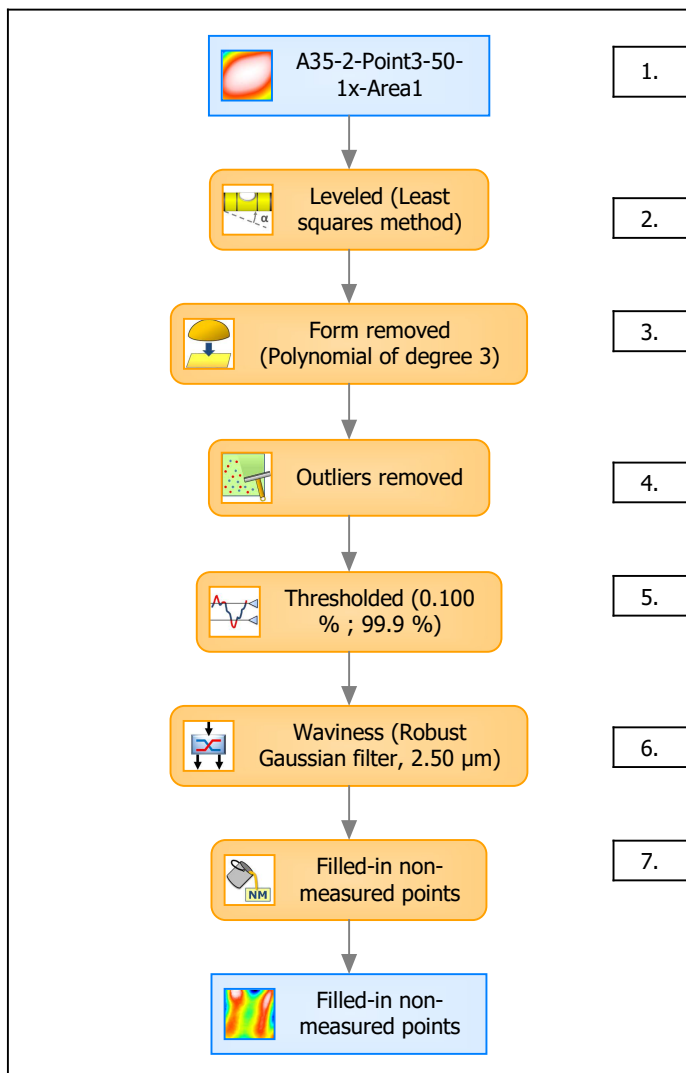 A35-2-Point3-50-
1x-Area1
1.
α
Leveled (Least
squares method)
2.
Form removed
(Polynomial of degree 3)
3.
Outliers removed
4.
Thresholded (0.100
% ; 99.9 %)
5.
Waviness (Robust
Gaussian filter, 2.50 µm)
6.
NM
Filled-in non-
measured points
7.
Filled-in non-
measured points